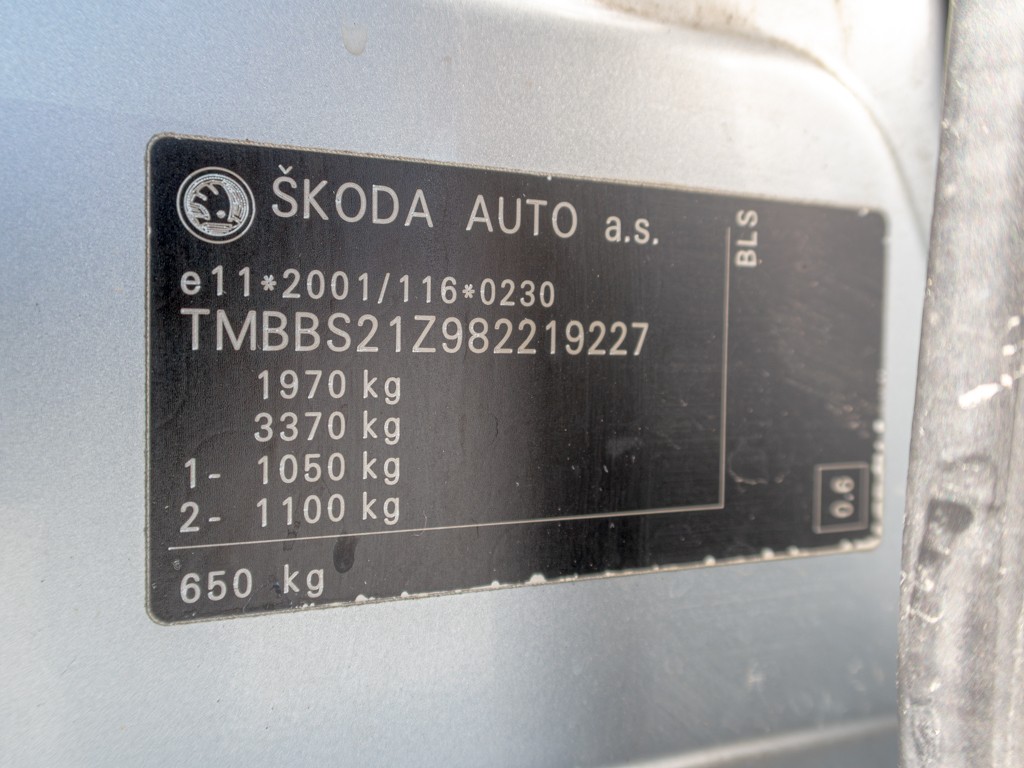 ŠKODA AUTO a.s.
BLS
e11*2001/116*0230
TMBBS21Z982219227
1970 kg
3370 kg
1- 1050 kg
2- 1100 kg
650 kg
0.6